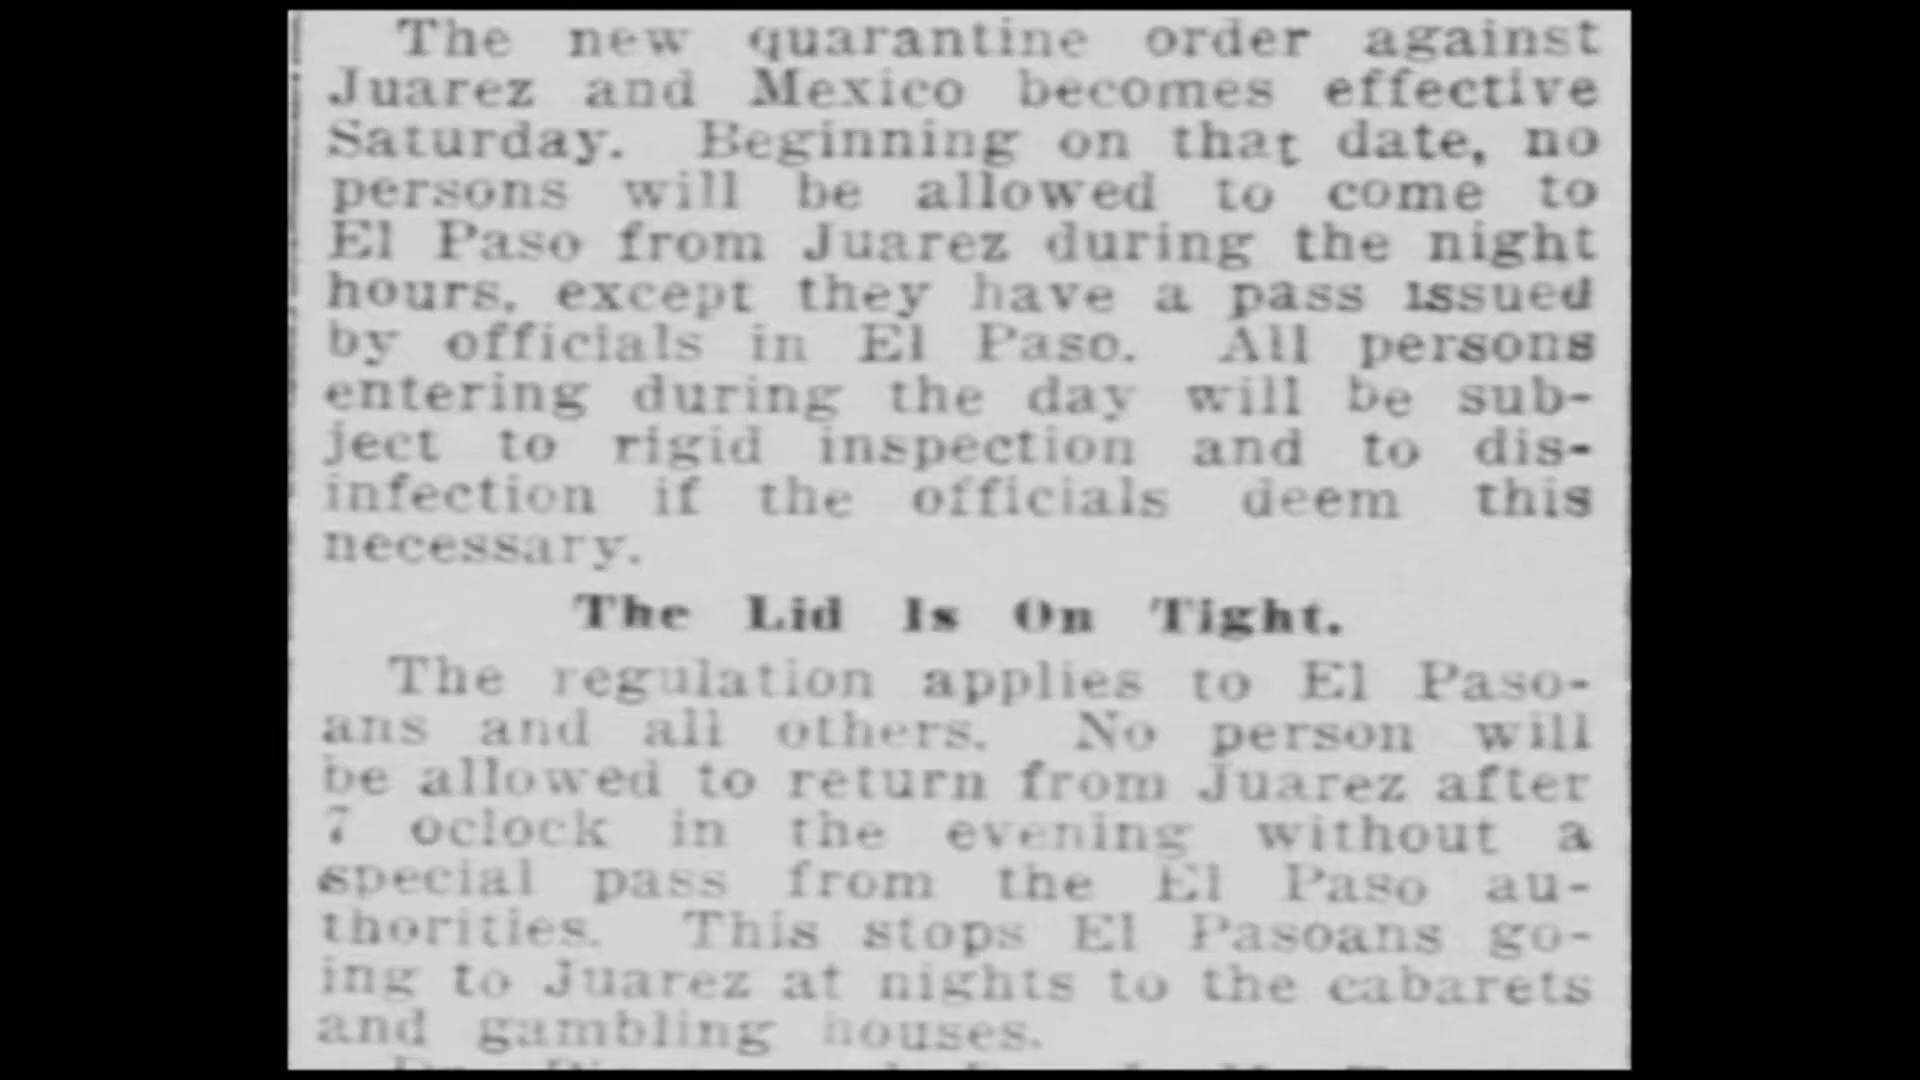 The new quarantine order against
Juarez and Mexico becomes effective
Saturday. Beginning on that date, no
persons will be allowed to come to
El Paso from Juarez during the night
hours, except they have a pass issued
by officials in El Paso. All persons
entering during the day will be sub-
ject to rigid inspection and to dis-
infection if the officials deem this
necessary.
The Lid Is On Tight.
The regulation applies to El Paso-
ans and all others. No person will
be allowed to return from Juarez after
7 oclock in the evening without a
special pass from the El Paso au-
thorities. This stops El Pasoans go-
ing to Juarez at nights to the cabarets
and gambling houses.